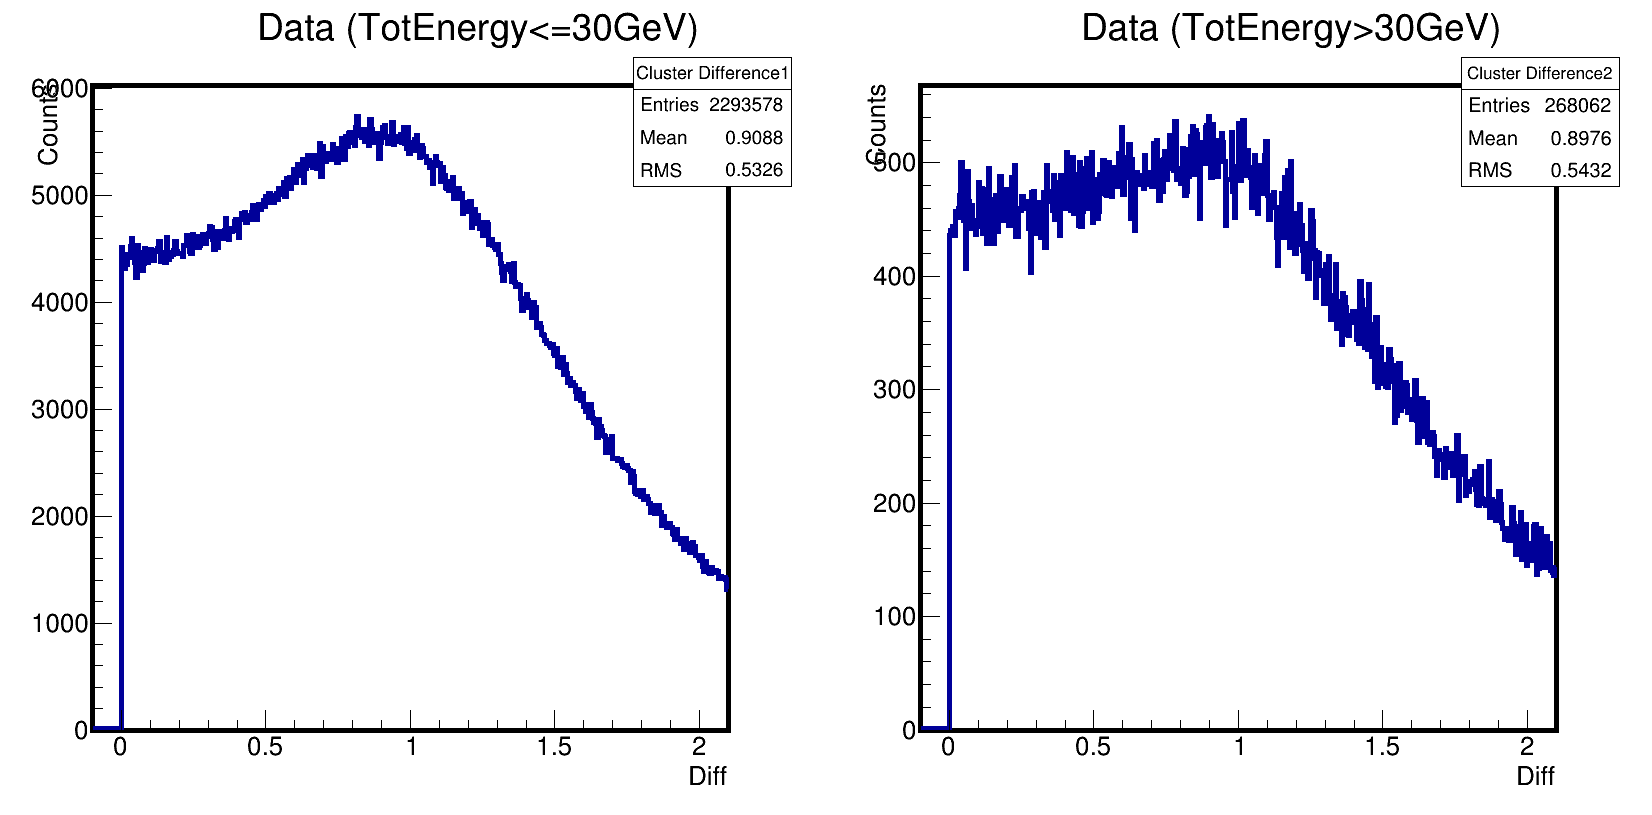 Data (TotEnergy<=30GeV)
Cluster Difference1
Entries 2293578
Mean 0.9088
RMS 0.5326
Counts
6000
5000
4000
3000
2000
1000
0
0 0.5 1 1.5 2
Diff
Data (TotEnergy>30GeV)
Cluster Difference2
Entries 268062
Mean 0.8976
RMS 0.5432
Counts
500
400
300
200
100
0
0 0.5 1 1.5 2
Diff